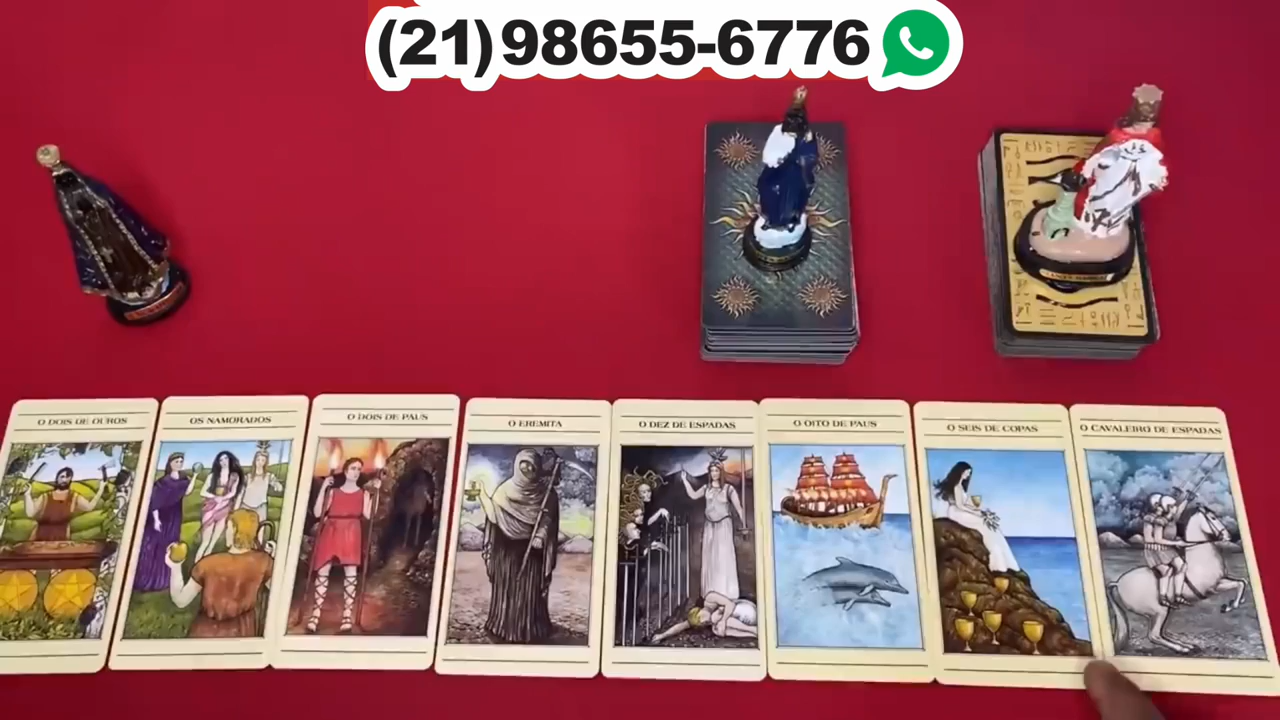 (21) 98655-6776
O DOIS DE OUROS
OS NAMORADOS
O DOIS DE PAUS
O EREMITA
O DEZ DE ESPADAS
O OITO DE PAUS
O SEIS DE COPAS
O CAVALEIRO DE ESPADAS